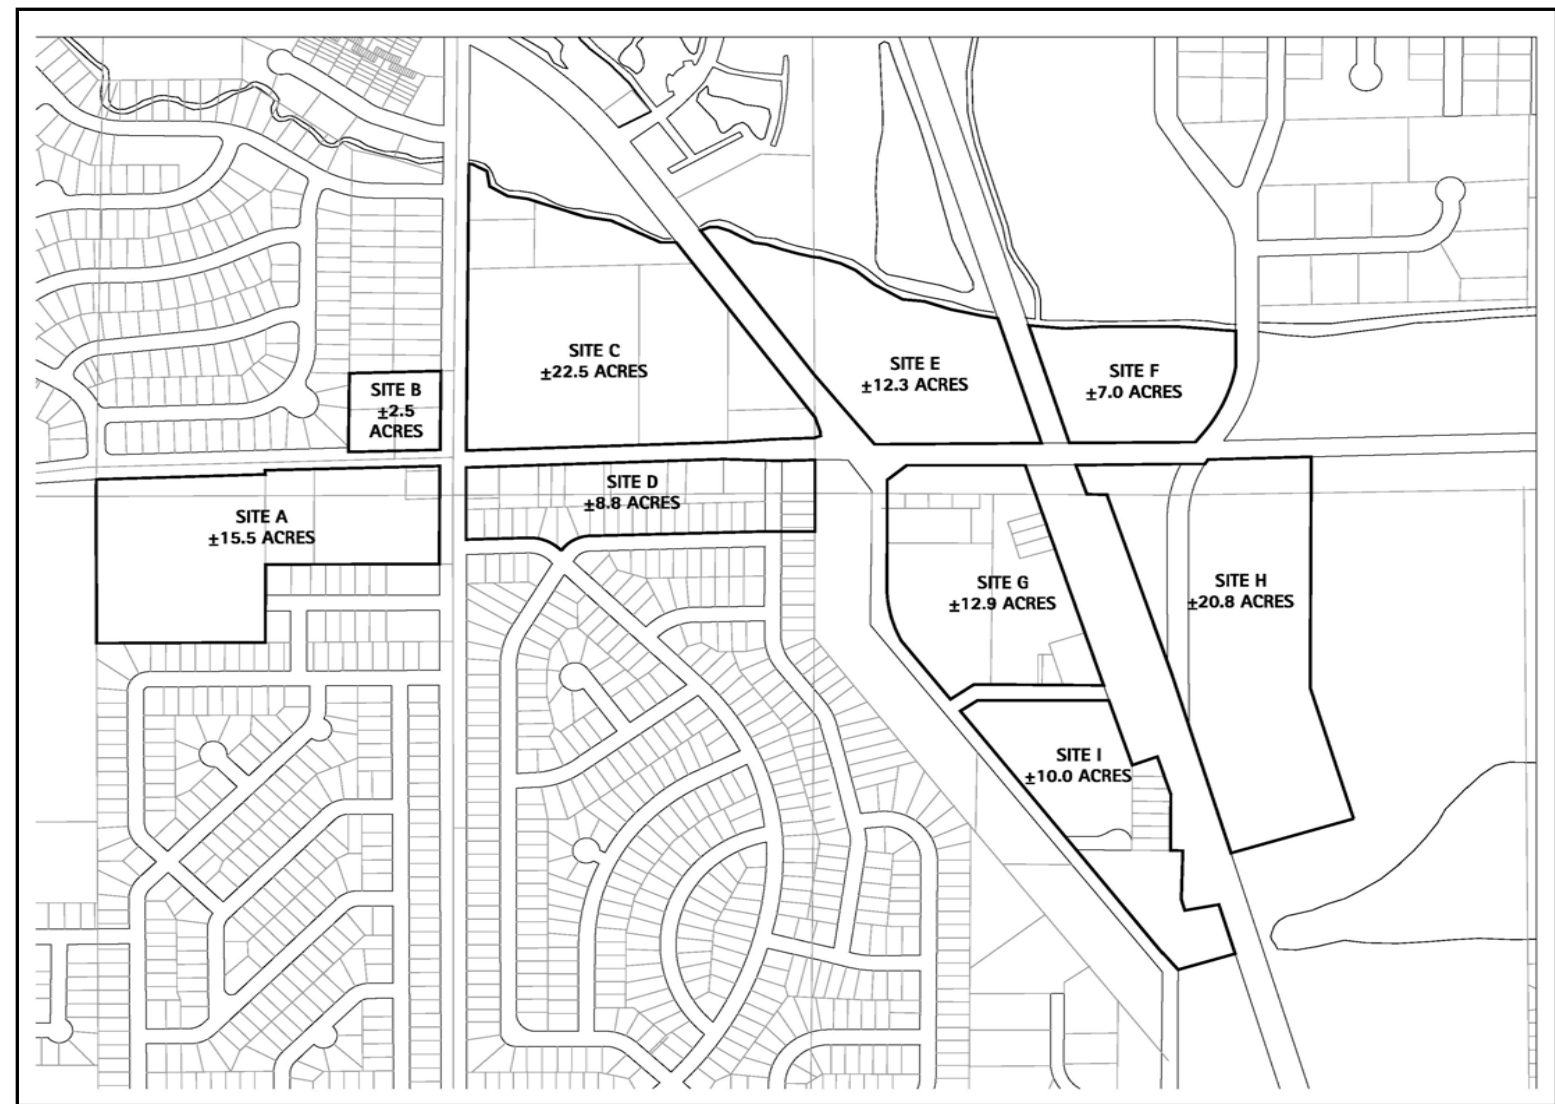 SITE C
±22.5 ACRES
SITE E
±12.3 ACRES
SITE F
±7.0 ACRES
SITE B
±2.5
ACRES
SITE D
±8.8 ACRES
SITE A
±15.5 ACRES
SITE G
±12.9 ACRES
SITE H
±20.8 ACRES
SITE I
±10.0 ACRES